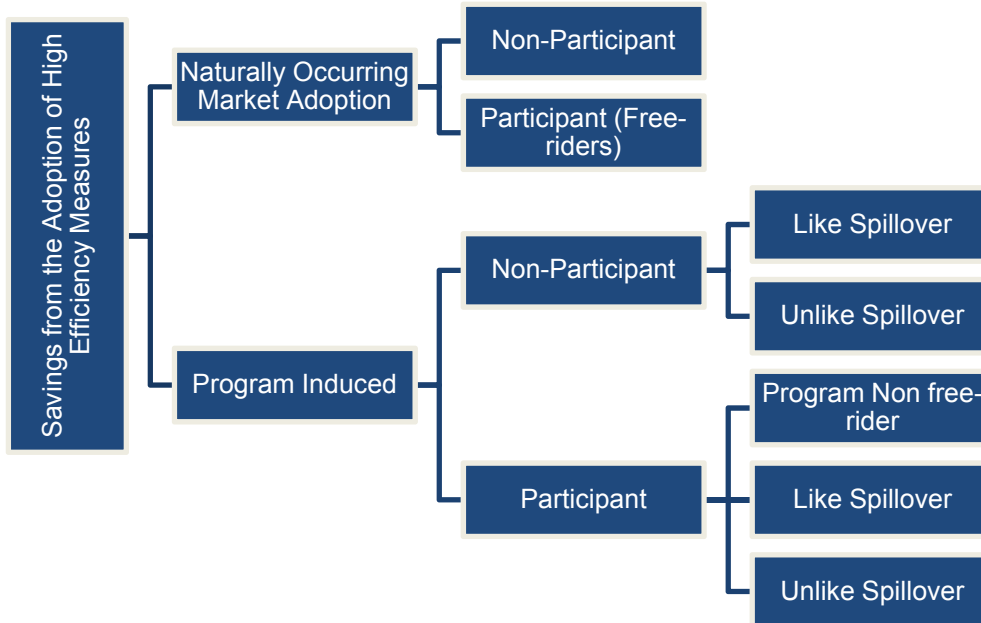 Savings from the Adoption of High
Efficiency Measures
Naturally Occurring
Market Adoption
Non-Participant
Participant (Free-
riders)
Program Induced
Non-Participant
Like Spillover
Unlike Spillover
Participant
Program Non free-
rider
Like Spillover
Unlike Spillover